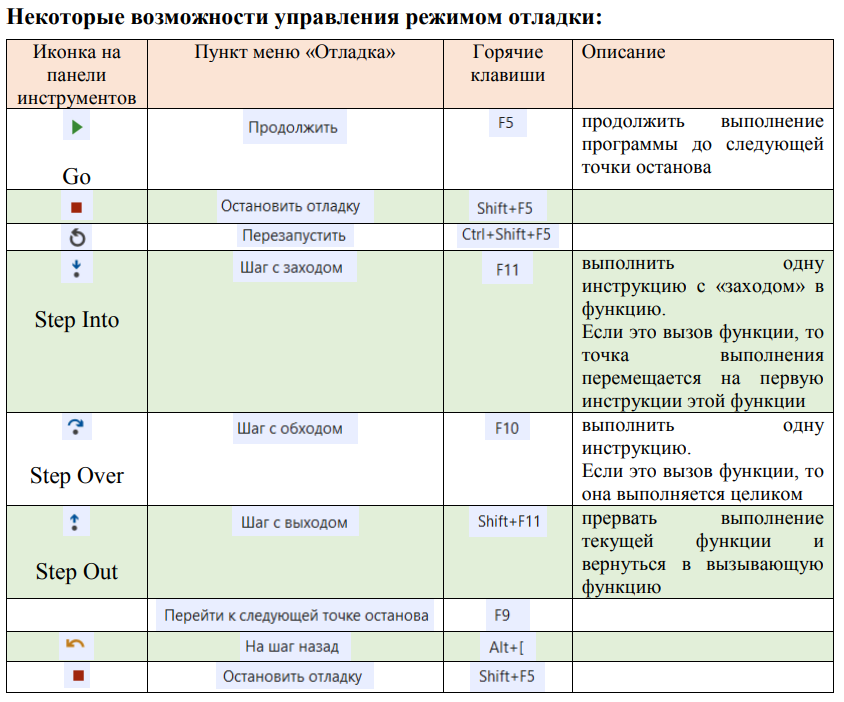 Некоторые возможности управления режимом отладки:
Иконка на
панели
инструментов
Пункт меню «Отладка»
Горячие
клавиши
Описание
Go
Продолжить
F5
продолжить выполнение
программы до следующей
точки останова
Остановить отладку
Shift+F5
Перезапустить
Ctrl+Shift+F5
Step Into
Шаг с заходом
F11
выполнить одну
инструкцию с «заходом» в
функцию.
Если это вызов функции, то
точка выполнения
перемещается на первую
инструкции этой функции
Step Over
Шаг с обходом
F10
выполнить одну
инструкцию.
Если это вызов функции, то
она выполняется целиком
Step Out
Шаг с выходом
Shift+F11
прервать выполнение
текущей функции и
вернуться в вызывающую
функцию
Перейти к следующей точке останова
F9
На шаг назад
Alt+[
Остановить отладку
Shift+F5